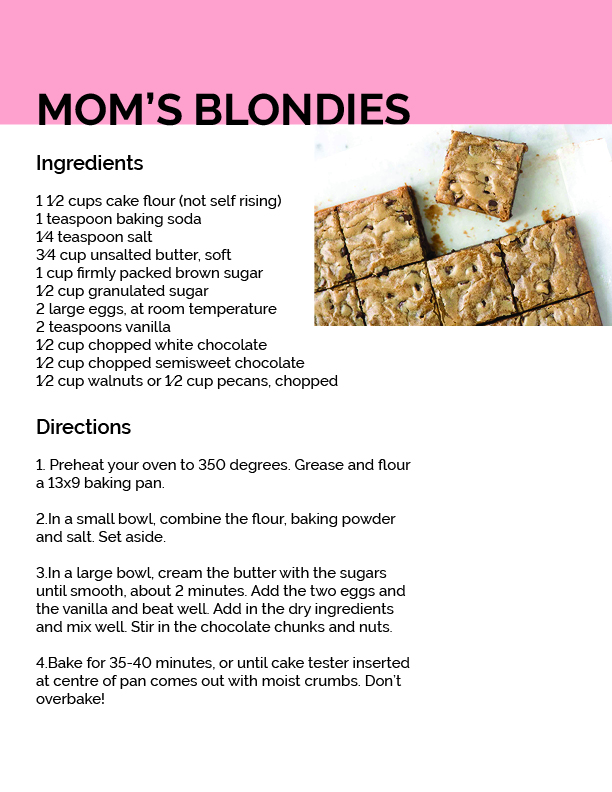 MOM’S BLONDIES
Ingredients
1 1⁄2 cups cake flour (not self rising)
1 teaspoon baking soda
1⁄4 teaspoon salt
3⁄4 cup unsalted butter, soft
1 cup firmly packed brown sugar
1⁄2 cup granulated sugar
2 large eggs, at room temperature
2 teaspoons vanilla
1⁄2 cup chopped white chocolate
1⁄2 cup chopped semisweet chocolate
1⁄2 cup walnuts or 1⁄2 cup pecans, chopped
Directions
1. Preheat your oven to 350 degrees. Grease and flour
a 13x9 baking pan.
2.In a small bowl, combine the flour, baking powder
and salt. Set aside.
3.In a large bowl, cream the butter with the sugars
until smooth, about 2 minutes. Add the two eggs and
the vanilla and beat well. Add in the dry ingredients
and mix well. Stir in the chocolate chunks and nuts.
4.Bake for 35-40 minutes, or until cake tester inserted
at centre of pan comes out with moist crumbs. Don’t
overbake!